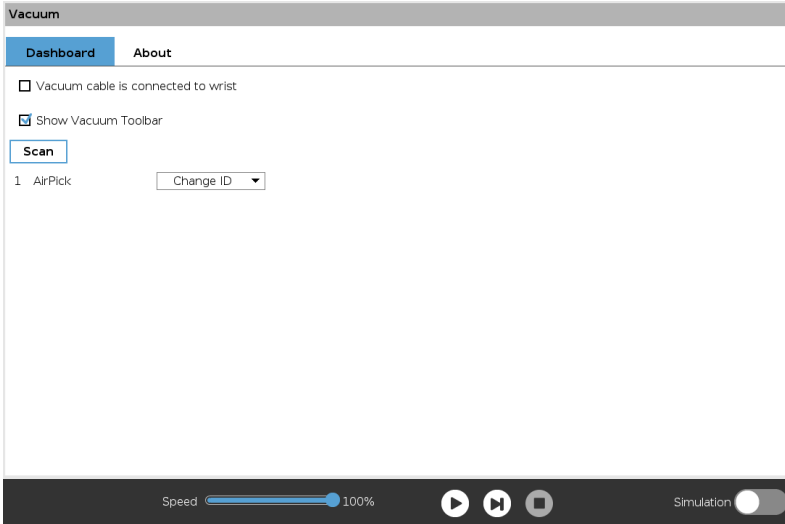 Vacuum
Dashboard About
Vacuum cable is connected to wrist
Show Vacuum Toolbar
Scan
1 AirPick Change ID
Speed 100% Simulation